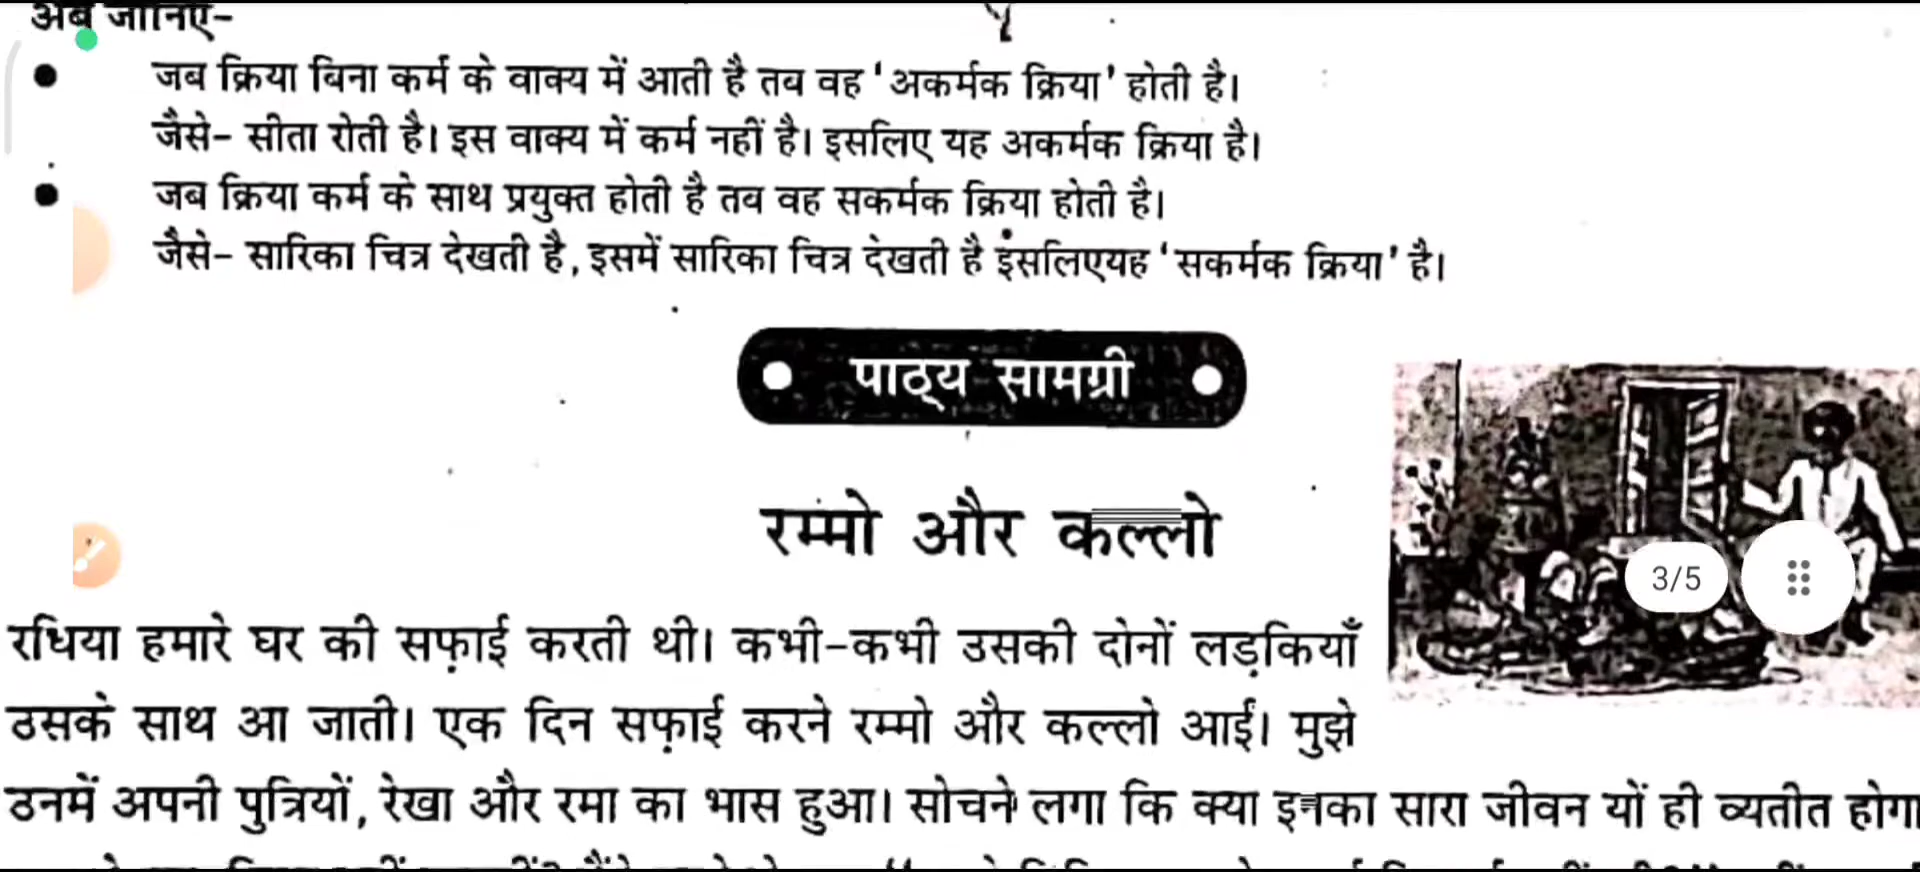 अब जानिए-
● जब क्रिया बिना कर्म के वाक्य में आती है तब वह 'अकर्मक क्रिया' होती है।
जैसे- सीता रोती है। इस वाक्य में कर्म नहीं है। इसलिए यह अकर्मक क्रिया है।
● जब क्रिया कर्म के साथ प्रयुक्त होती है तब वह सकर्मक क्रिया होती है।
जैसे- सारिका चित्र देखती है, इसमें सारिका चित्र देखती है इसलिएयह 'सकर्मक क्रिया' है।
पाठ्य सामग्री
रम्मो और कल्लो
3/5
रधिया हमारे घर की सफ़ाई करती थी। कभी-कभी उसकी दोनों लड़कियाँ
उसके साथ आ जाती। एक दिन सफ़ाई करने रम्मो और कल्लो आईं। मुझे
उनमें अपनी पुत्रियों, रेखा और रमा का भास हुआ। सोचने लगा कि क्या इनका सारा जीवन यों ही व्यतीत होगा